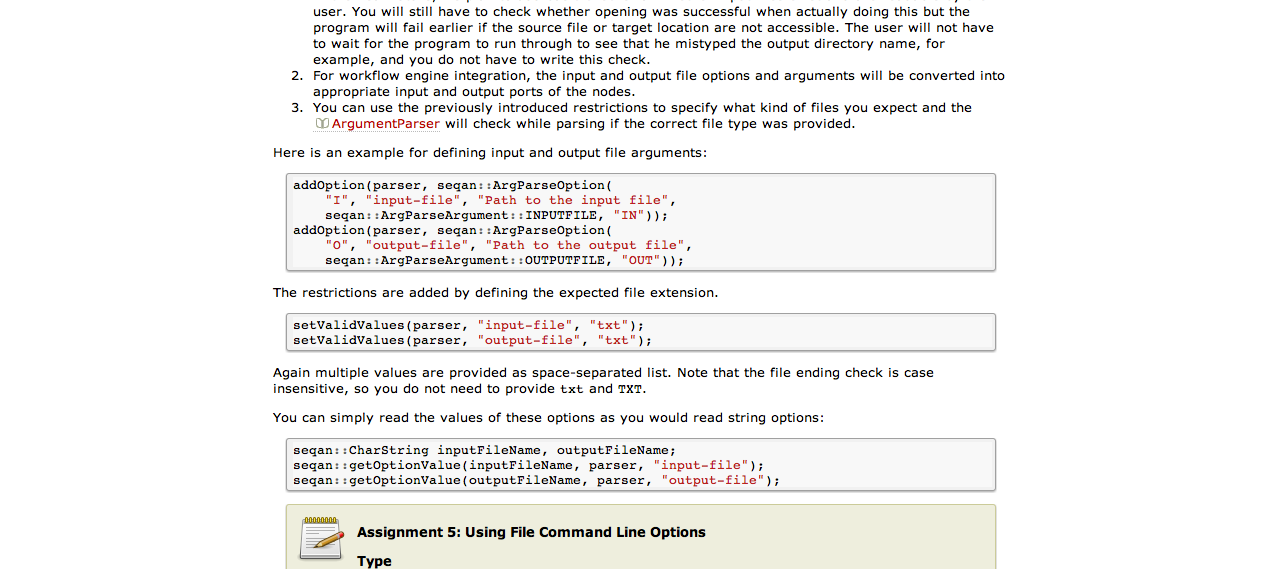 user. You will still have to check whether opening was successful when actually doing this but the
program will fail earlier if the source file or target location are not accessible. The user will not have
to wait for the program to run through to see that he mistyped the output directory name, for
example, and you do not have to write this check.
2. For workflow engine integration, the input and output file options and arguments will be converted into
appropriate input and output ports of the nodes.
3. You can use the previously introduced restrictions to specify what kind of files you expect and the
ArgumentParser will check while parsing if the correct file type was provided.
Here is an example for defining input and output file arguments:
addOption(parser, seqan::ArgParseOption(
    "I", "input-file", "Path to the input file",
    seqan::ArgParseArgument::INPUTFILE, "IN"));
addOption(parser, seqan::ArgParseOption(
    "O", "output-file", "Path to the output file",
    seqan::ArgParseArgument::OUTPUTFILE, "OUT"));
The restrictions are added by defining the expected file extension.
setValidValues(parser, "input-file", "txt");
setValidValues(parser, "output-file", "txt");
Again multiple values are provided as space-separated list. Note that the file ending check is case
insensitive, so you do not need to provide txt and TXT.
You can simply read the values of these options as you would read string options:
seqan::CharString inputFileName, outputFileName;
seqan::getOptionValue(inputFileName, parser, "input-file");
seqan::getOptionValue(outputFileName, parser, "output-file");
Assignment 5: Using File Command Line Options
Type